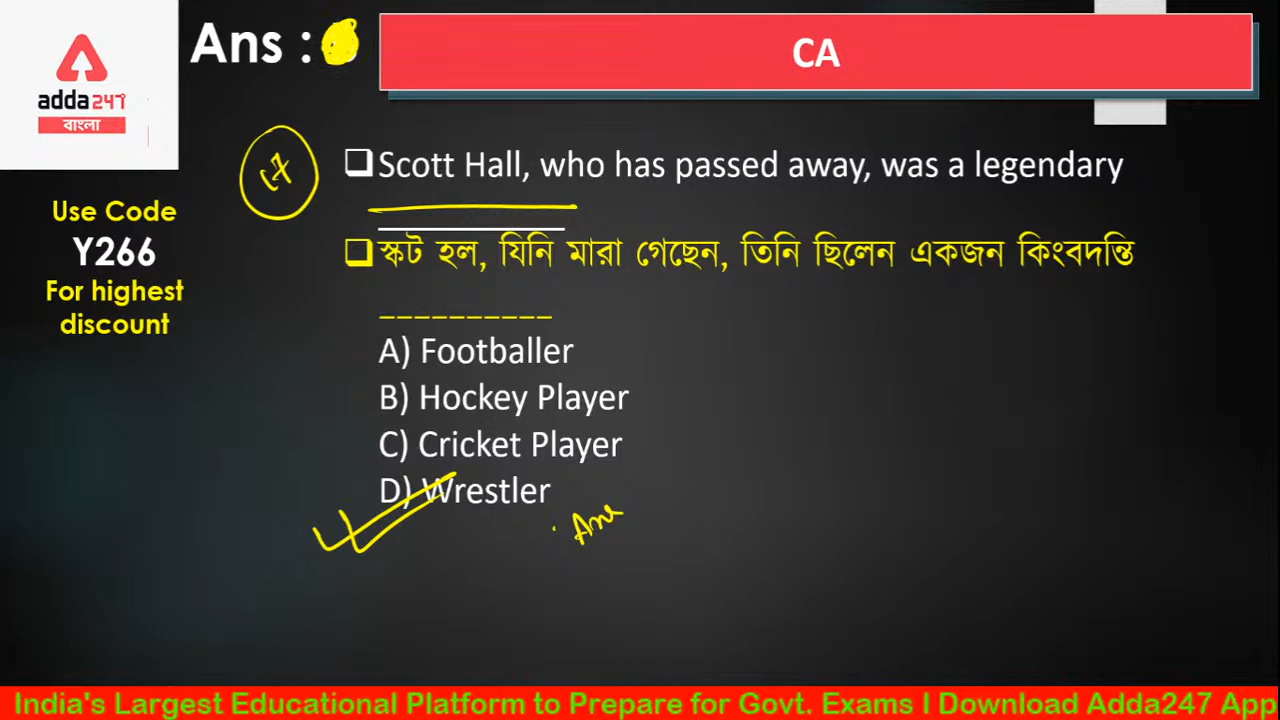 Ans :
CA
adda247
বাংলা
১৭
Scott Hall, who has passed away, was a legendary
__________
Use Code
Y266
For highest
discount
স্কট হল, যিনি মারা গেছেন, তিনি ছিলেন একজন কিংবদন্তি
__________
A) Footballer
B) Hockey Player
C) Cricket Player
D) Wrestler
Ans
India's Largest Educational Platform to Prepare for Govt. Exams I Download Adda247 App